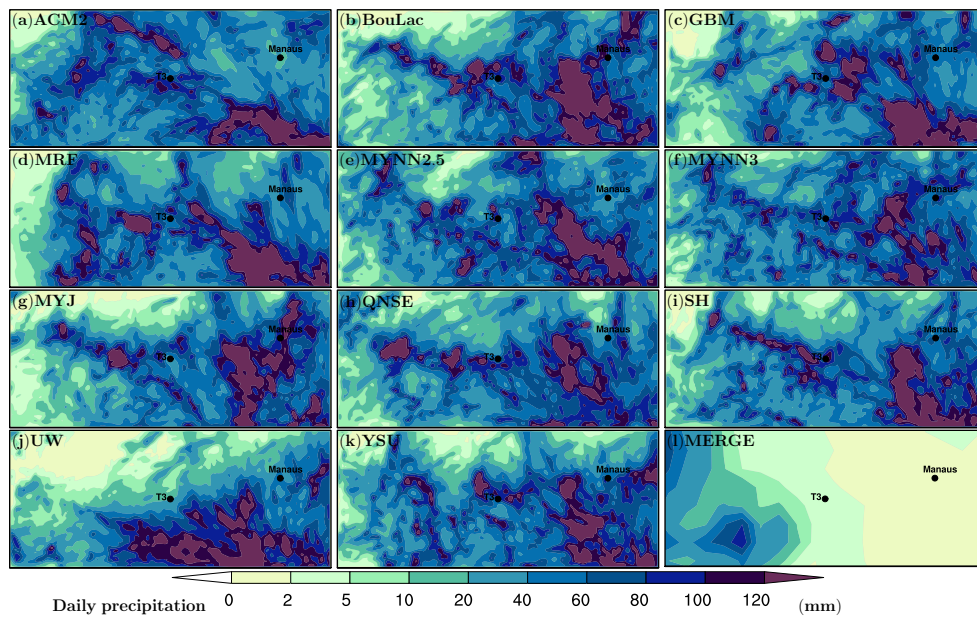 (a)ACM2 (b)BouLac (c)GBM
Manaus Manaus Manaus
T3 T3 T3
(d)MRF (e)MYNN2.5 (f)MYNN3
Manaus Manaus Manaus
T3 T3 T3
(g)MYJ (h)QNSE (i)SH
Manaus Manaus Manaus
T3 T3 T3
(j)UW (k)YSU (l)MERGE
Manaus Manaus Manaus
T3 T3 T3
Daily precipitation 0 2 5 10 20 40 60 80 100 120 (mm)